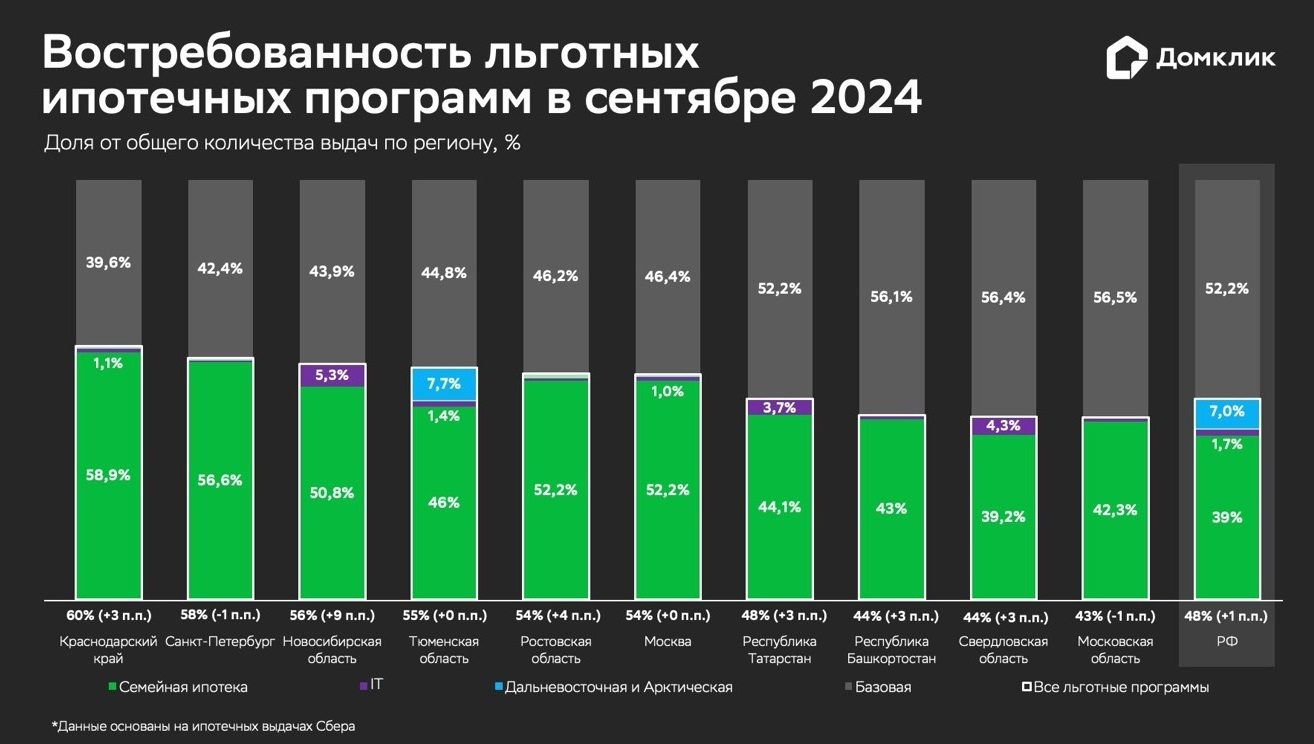 Востребованность льготных
ипотечных программ в сентябре 2024
Домклик
Доля от общего количества выдач по региону, %
39,6% 42,4% 43,9% 44,8% 46,2% 46,4% 52,2% 56,1% 56,4% 56,5% 52,2%
1,1% 5,3% 7,7% 1,0% 3,7% 4,3% 7,0%
1,4% 1,7%
58,9% 56,6% 50,8% 46% 52,2% 52,2% 44,1% 43% 39,2% 42,3% 39%
60% (+3 п.п.) 58% (-1 п.п.) 56% (+9 п.п.) 55% (+0 п.п.) 54% (+4 п.п.) 54% (+0 п.п.) 48% (+3 п.п.) 44% (+3 п.п.) 44% (+3 п.п.) 43% (-1 п.п.) 48% (+1 п.п.)
Краснодарский Санкт-Петербург Новосибирская Тюменская Ростовская Москва Республика Республика Свердловская Московская РФ
край область область область Татарстан Башкортостан область область
Семейная ипотека IT Дальневосточная и Арктическая Базовая Все льготные программы
*Данные основаны на ипотечных выдачах Сбера